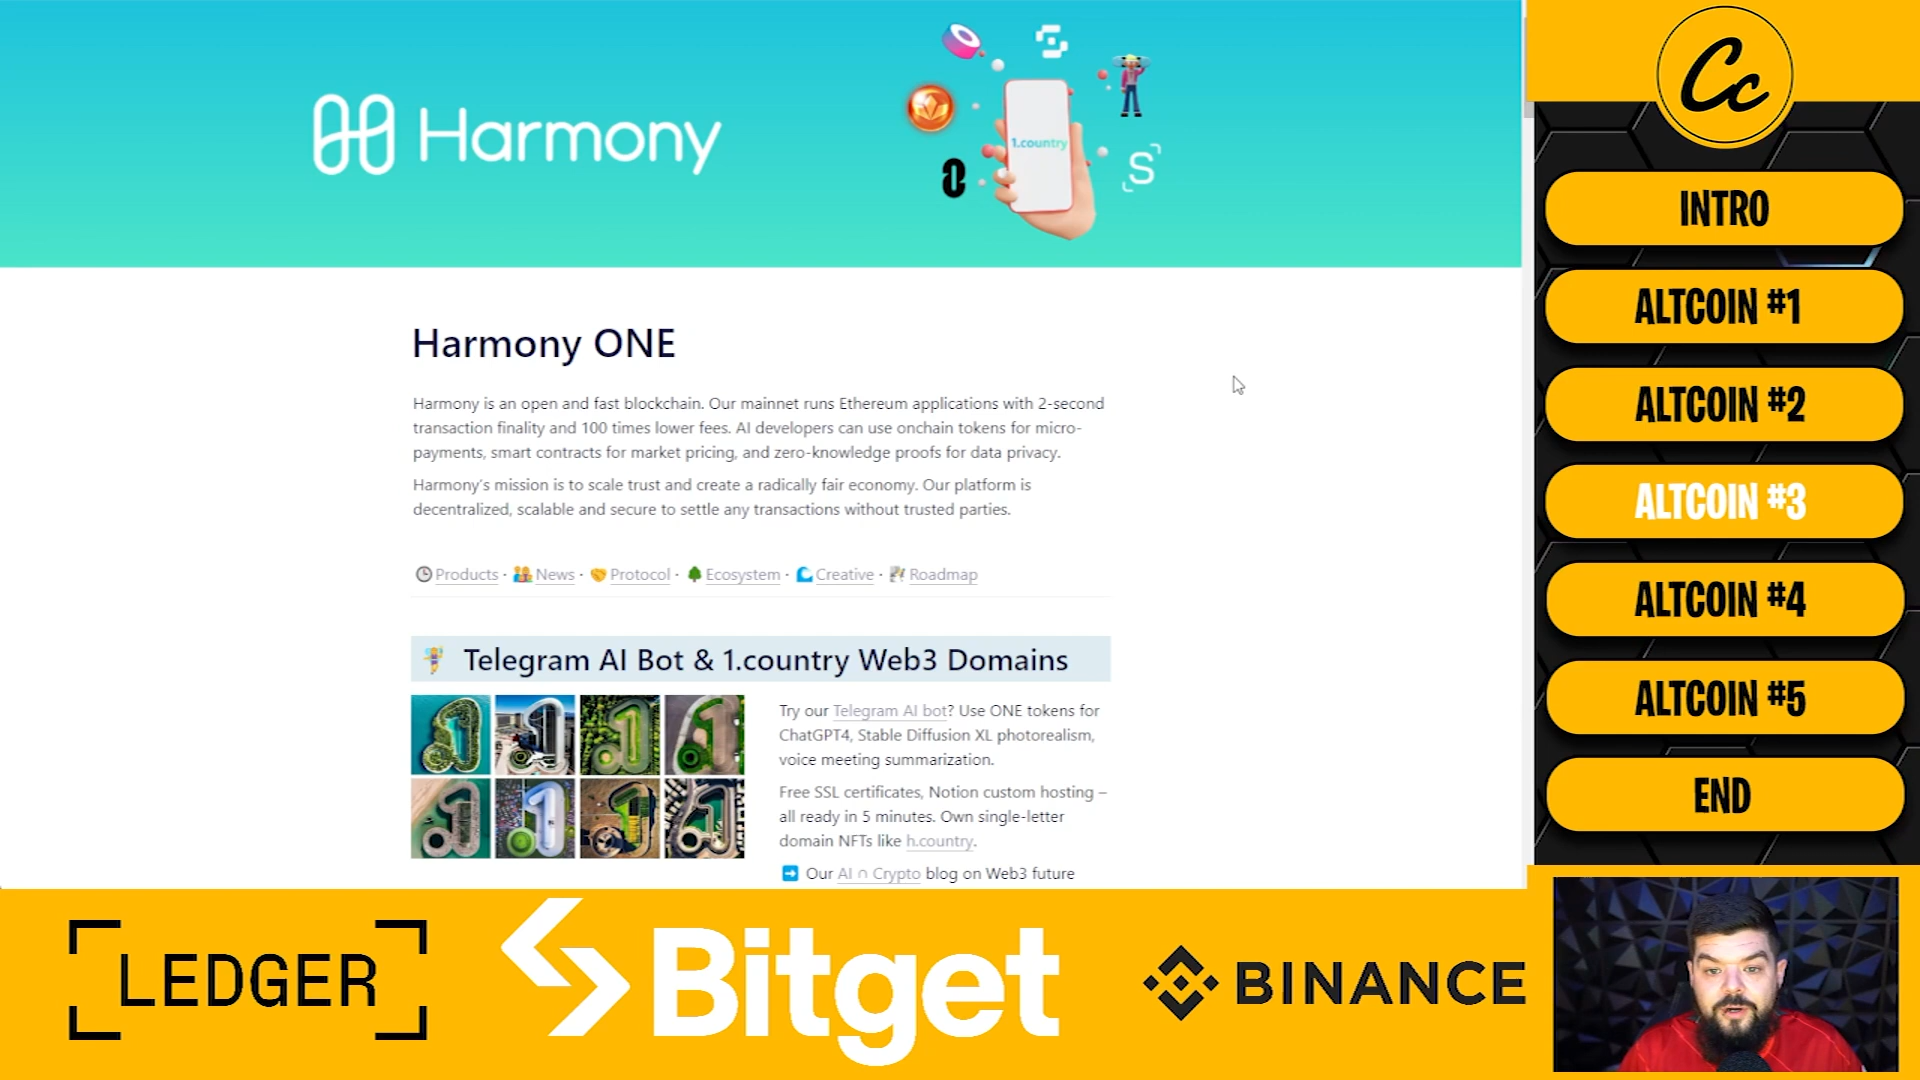 Harmony
1.country
S
Harmony ONE
Harmony is an open and fast blockchain. Our mainnet runs Ethereum applications with 2-second
transaction finality and 100 times lower fees. AI developers can use onchain tokens for micro-
payments, smart contracts for market pricing, and zero-knowledge proofs for data privacy.
Harmony's mission is to scale trust and create a radically fair economy. Our platform is
decentralized, scalable and secure to settle any transactions without trusted parties.
Products · News · Protocol · Ecosystem · Creative · Roadmap
Telegram AI Bot & 1.country Web3 Domains
Try our Telegram AI bot? Use ONE tokens for
ChatGPT4, Stable Diffusion XL photorealism,
voice meeting summarization.
Free SSL certificates, Notion custom hosting –
all ready in 5 minutes. Own single-letter
domain NFTs like h.country.
Our AI ∩ Crypto blog on Web3 future
Cc
INTRO
ALTCOIN #1
ALTCOIN #2
ALTCOIN #3
ALTCOIN #4
ALTCOIN #5
END
LEDGER
Bitget
BINANCE